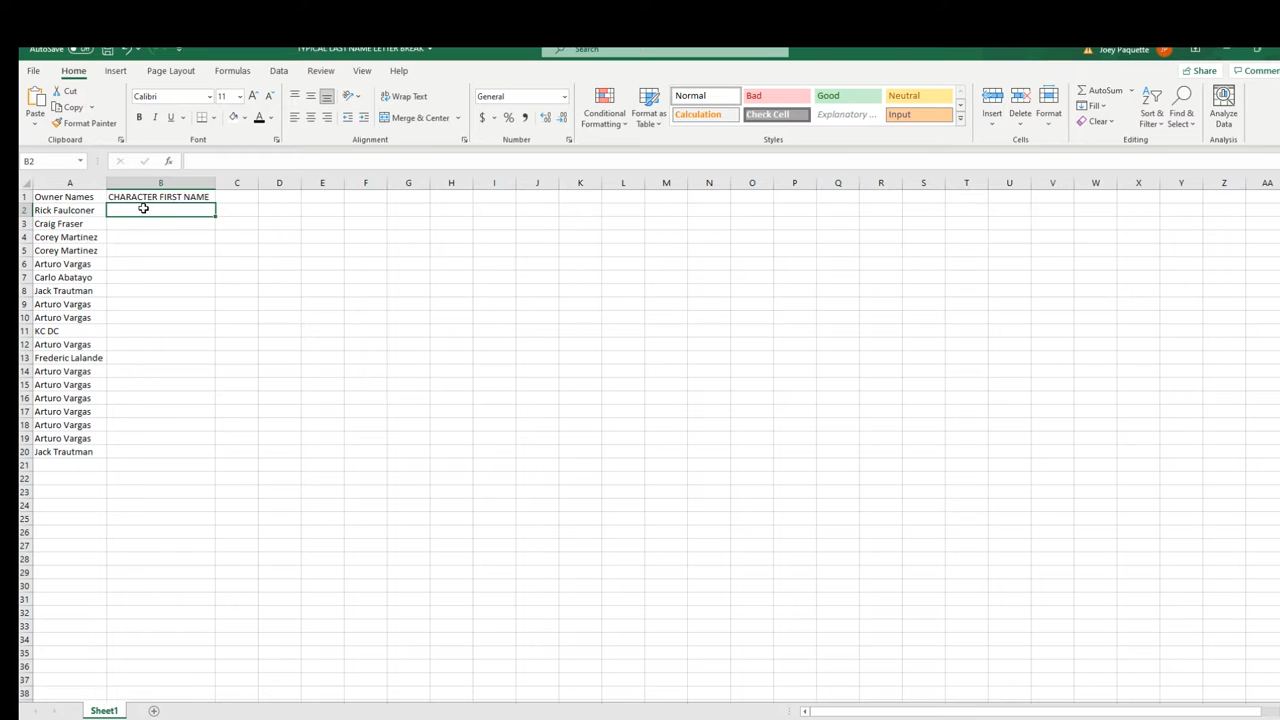 AutoSave Off TYPICAL LAST NAME LETTER BREAK Search Joey Paquette
File Home Insert Page Layout Formulas Data Review View Help Share Commen
Paste Cut Copy Format Painter
Calibri 11
B I U A
Wrap Text
Merge & Center
General
$ % ,
Conditional Formatting Format as Table
Normal Bad Good Neutral
Calculation Check Cell Explanatory ... Input
Insert Delete Format
AutoSum Fill Clear
Sort & Filter Find & Select
Analyze Data
Clipboard Font Alignment Number Styles Cells Editing Analysis
B2 fx
A B C D E F G H I J K L M N O P Q R S T U V W X Y Z AA
1 Owner Names CHARACTER FIRST NAME
2 Rick Faulconer
3 Craig Fraser
4 Corey Martinez
5 Corey Martinez
6 Arturo Vargas
7 Carlo Abatayo
8 Jack Trautman
9 Arturo Vargas
10 Arturo Vargas
11 KC DC
12 Arturo Vargas
13 Frederic Lalande
14 Arturo Vargas
15 Arturo Vargas
16 Arturo Vargas
17 Arturo Vargas
18 Arturo Vargas
19 Arturo Vargas
20 Jack Trautman
21
22
23
24
25
26
27
28
29
30
31
32
33
34
35
36
37
38
Sheet1